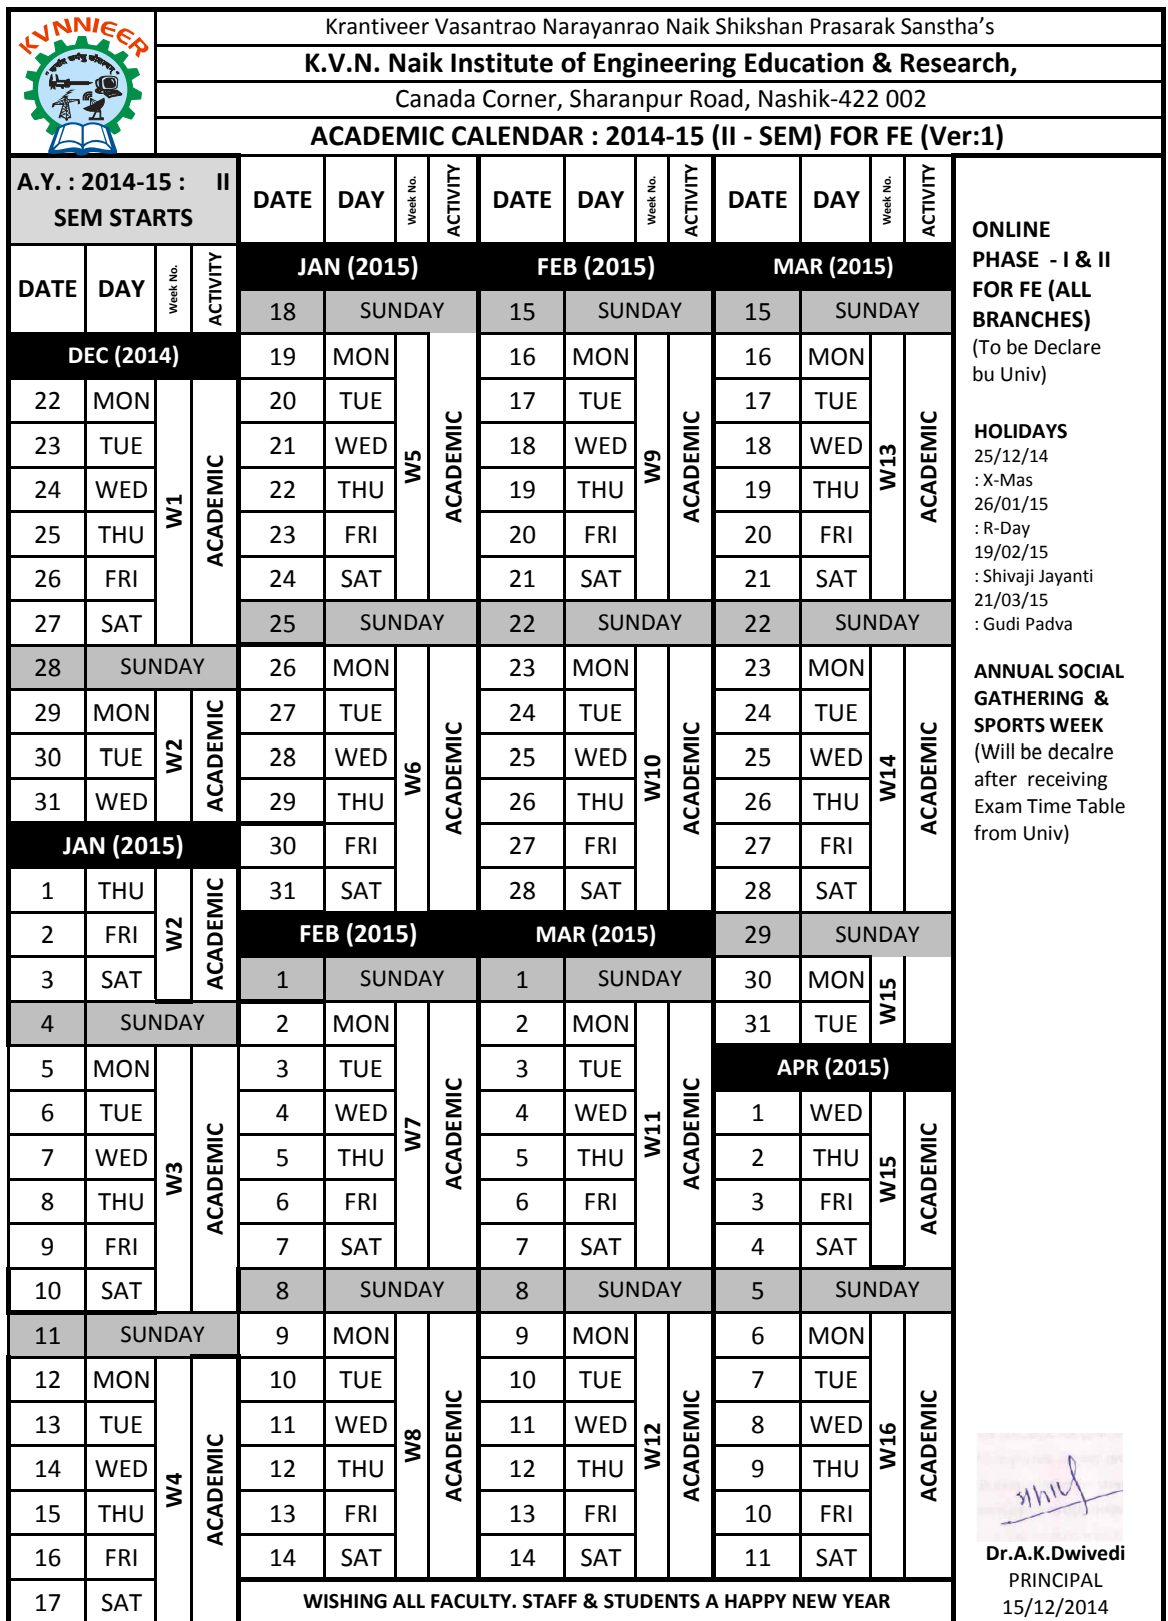 KVNNIEER
Krantiveer Vasantrao Narayanrao Naik Shikshan Prasarak Sanstha's
K.V.N. Naik Institute of Engineering Education & Research,
Canada Corner, Sharanpur Road, Nashik-422 002
ACADEMIC CALENDAR : 2014-15 (II - SEM) FOR FE (Ver:1)
A.Y. : 2014-15 : II
SEM STARTS
DATE DAY Week No. ACTIVITY
DEC (2014)
22 MON
23 TUE
24 WED
25 THU
26 FRI
27 SAT
W1 ACADEMIC
28 SUNDAY
29 MON
30 TUE
31 WED
W2 ACADEMIC
JAN (2015)
1 THU
2 FRI
3 SAT
W2 ACADEMIC
4 SUNDAY
5 MON
6 TUE
7 WED
8 THU
9 FRI
10 SAT
W3 ACADEMIC
11 SUNDAY
12 MON
13 TUE
14 WED
15 THU
16 FRI
17 SAT
W4 ACADEMIC
DATE DAY Week No. ACTIVITY
JAN (2015)
18 SUNDAY
19 MON
20 TUE
21 WED
22 THU
23 FRI
24 SAT
W5 ACADEMIC
25 SUNDAY
26 MON
27 TUE
28 WED
29 THU
30 FRI
31 SAT
W6 ACADEMIC
FEB (2015)
1 SUNDAY
2 MON
3 TUE
4 WED
5 THU
6 FRI
7 SAT
W7 ACADEMIC
8 SUNDAY
9 MON
10 TUE
11 WED
12 THU
13 FRI
14 SAT
W8 ACADEMIC
DATE DAY Week No. ACTIVITY
FEB (2015)
15 SUNDAY
16 MON
17 TUE
18 WED
19 THU
20 FRI
21 SAT
W9 ACADEMIC
22 SUNDAY
23 MON
24 TUE
25 WED
26 THU
27 FRI
28 SAT
W10 ACADEMIC
MAR (2015)
1 SUNDAY
2 MON
3 TUE
4 WED
5 THU
6 FRI
7 SAT
W11 ACADEMIC
8 SUNDAY
9 MON
10 TUE
11 WED
12 THU
13 FRI
14 SAT
W12 ACADEMIC
DATE DAY Week No. ACTIVITY
MAR (2015)
15 SUNDAY
16 MON
17 TUE
18 WED
19 THU
20 FRI
21 SAT
W13 ACADEMIC
22 SUNDAY
23 MON
24 TUE
25 WED
26 THU
27 FRI
28 SAT
W14 ACADEMIC
29 SUNDAY
30 MON
31 TUE
W15
APR (2015)
1 WED
2 THU
3 FRI
4 SAT
W15 ACADEMIC
5 SUNDAY
6 MON
7 TUE
8 WED
9 THU
10 FRI
11 SAT
W16 ACADEMIC
WISHING ALL FACULTY. STAFF & STUDENTS A HAPPY NEW YEAR
ONLINE
PHASE - I & II
FOR FE (ALL
BRANCHES)
(To be Declare
bu Univ)
HOLIDAYS
25/12/14
: X-Mas
26/01/15
: R-Day
19/02/15
: Shivaji Jayanti
21/03/15
: Gudi Padva
ANNUAL SOCIAL
GATHERING &
SPORTS WEEK
(Will be decalre
after receiving
Exam Time Table
from Univ)
Dr.A.K.Dwivedi
PRINCIPAL
15/12/2014